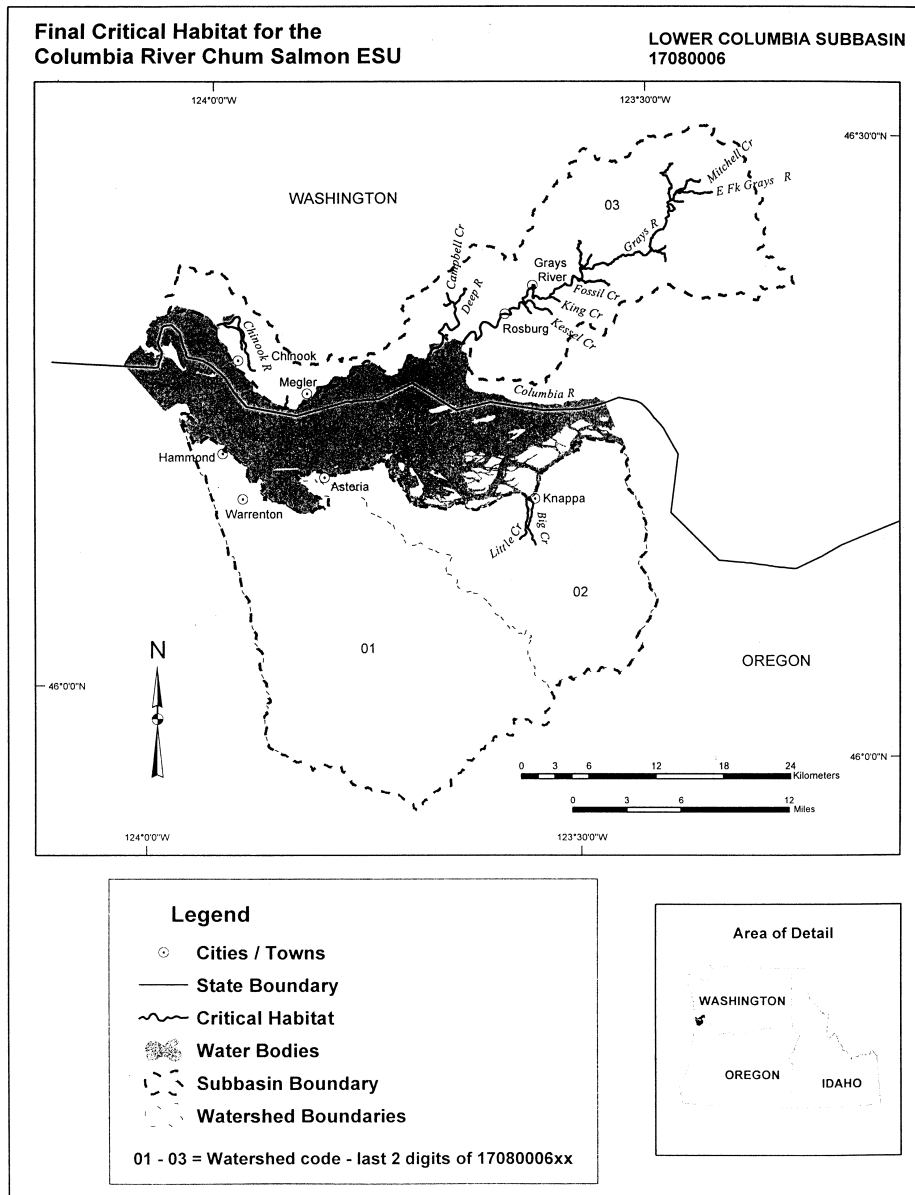 Final Critical Habitat for the
Columbia River Chum Salmon ESU
LOWER COLUMBIA SUBBASIN
17080006
124°0'0"W
123°30'0"W
46°30'0"N
WASHINGTON
03
Mitchell Cr
E Fk Grays R
Grays R
Campbell Cr
Deep R
Grays
River
Fossil Cr
King Cr
Kessel Cr
Rosburg
Chinook R
Chinook
Megler
Columbia R
Hammond
Astoria
Warrenton
Knappa
Little Cr
Big Cr
02
01
OREGON
N
46°0'0"N
46°0'0"N
0 3 6 12 18 24
Kilometers
0 3 6 12
Miles
124°0'0"W
123°30'0"W
Legend
Cities / Towns
State Boundary
Critical Habitat
Water Bodies
Subbasin Boundary
Watershed Boundaries
01 - 03 = Watershed code - last 2 digits of 17080006xx
Area of Detail
WASHINGTON
OREGON
IDAHO